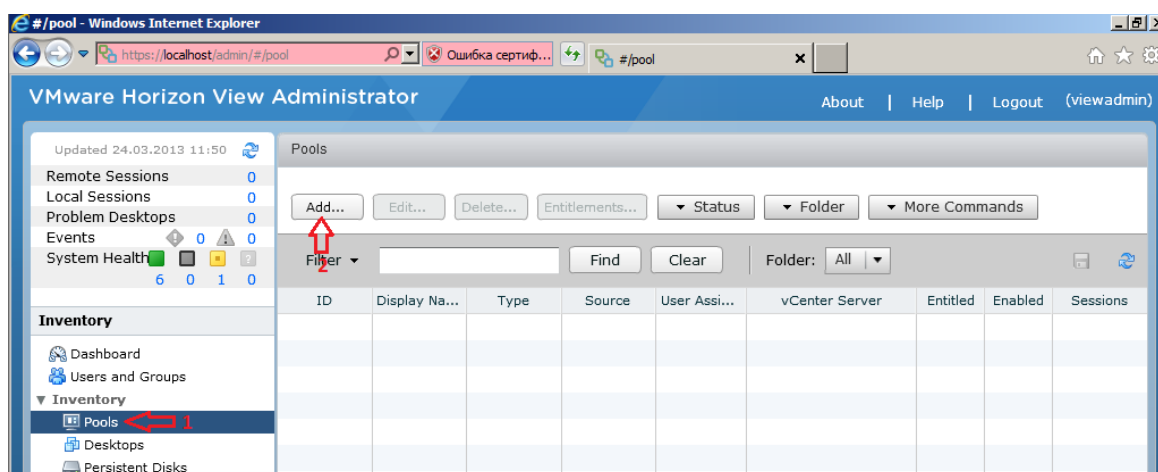 #/pool - Windows Internet Explorer
https://localhost/admin/#/pool
Ошибка сертиф...
#/pool
VMware Horizon View Administrator
About | Help | Logout (viewadmin)
Updated 24.03.2013 11:50
Remote Sessions 0
Local Sessions 0
Problem Desktops 0
Events 0 0
System Health
6 0 1 0
Inventory
Dashboard
Users and Groups
Inventory
Pools 1
Desktops
Persistent Disks
Pools
Add... Edit... Delete... Entitlements... Status Folder More Commands
2
Filter Find Clear Folder: All
ID Display Na... Type Source User Assi... vCenter Server Entitled Enabled Sessions